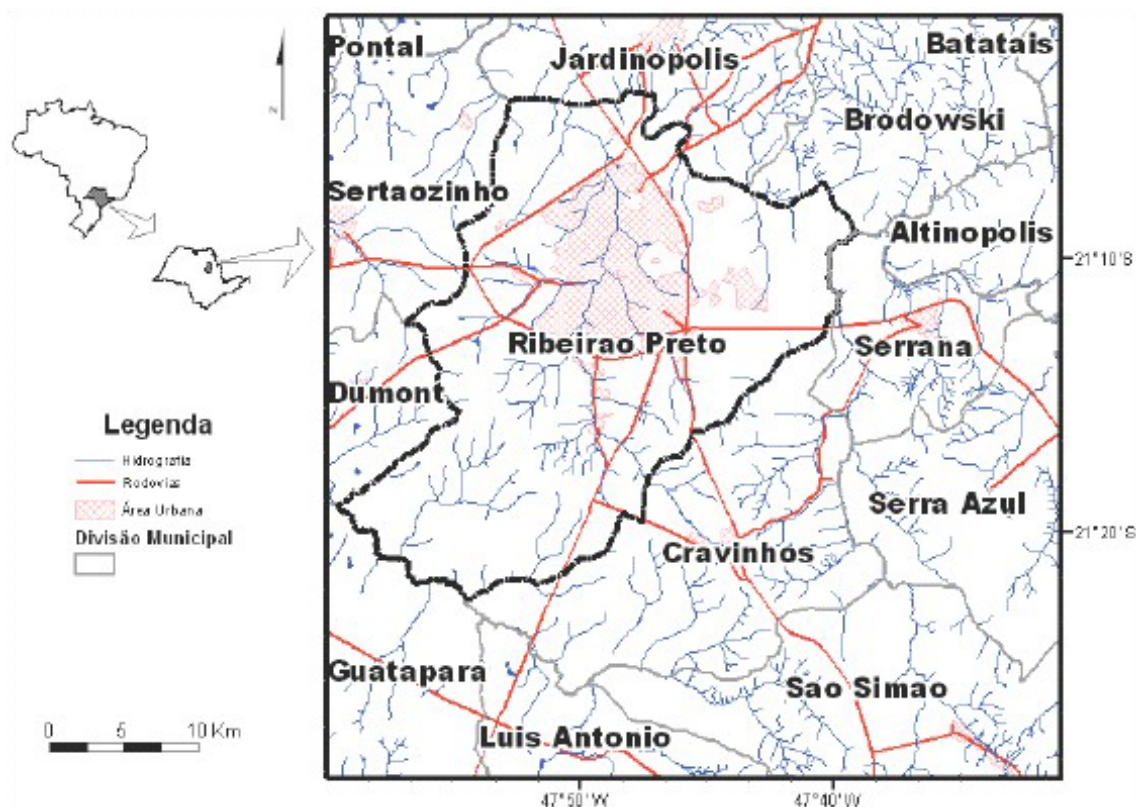 Pontal
Jardinopolis
Batatais
Brodowski
N
Sertaozinho
Altinopolis
21°10'S
Ribeirao Preto
Serrana
Dumont
Legenda
Hidrografia
Rodovias
Área Urbana
Divisão Municipal
Serra Azul
21°20'S
Cravinhos
Guatapara
Sao Simao
0 5 10 Km
Luis Antonio
47°50'W
47°40'W